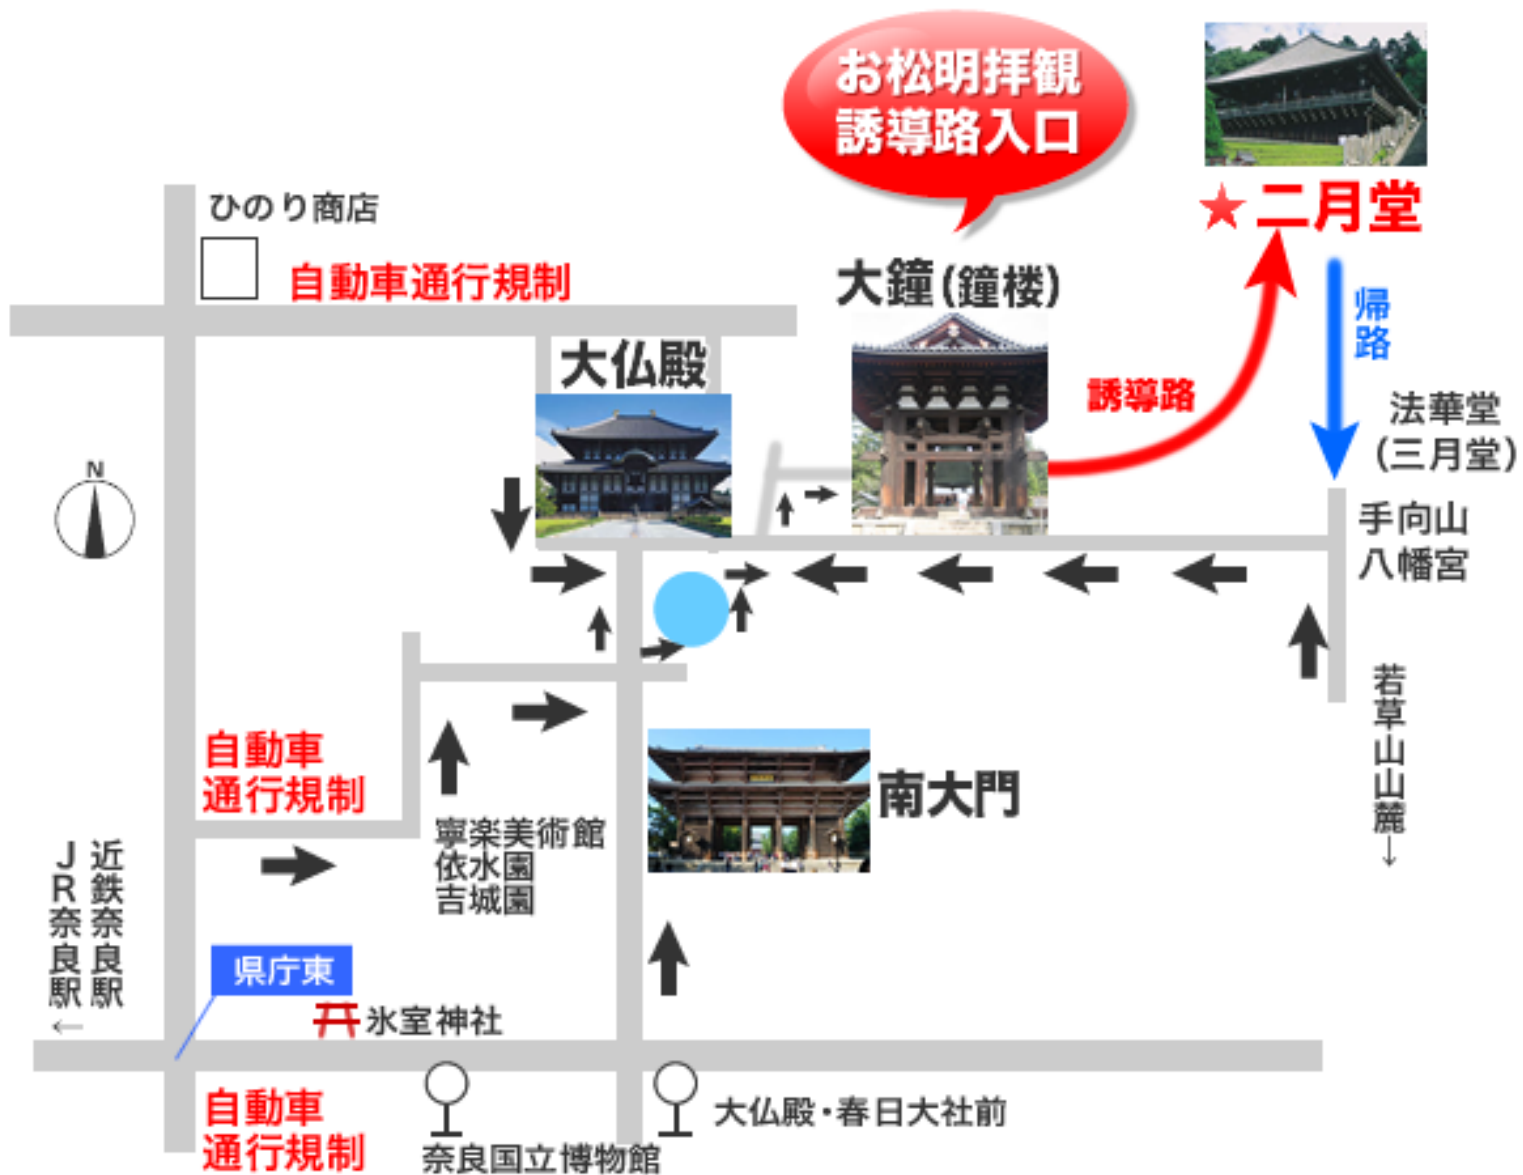 お松明拝観
誘導路入口
★二月堂
ひのり商店
自動車通行規制
大鐘(鐘楼)
帰路
大仏殿
誘導路
法華堂
(三月堂)
N
手向山
八幡宮
若草山山麓→
自動車
通行規制
南大門
寧楽美術館
依水園
吉城園
近鉄奈良駅
JR奈良駅←
県庁東
氷室神社
自動車
通行規制
大仏殿・春日大社前
奈良国立博物館